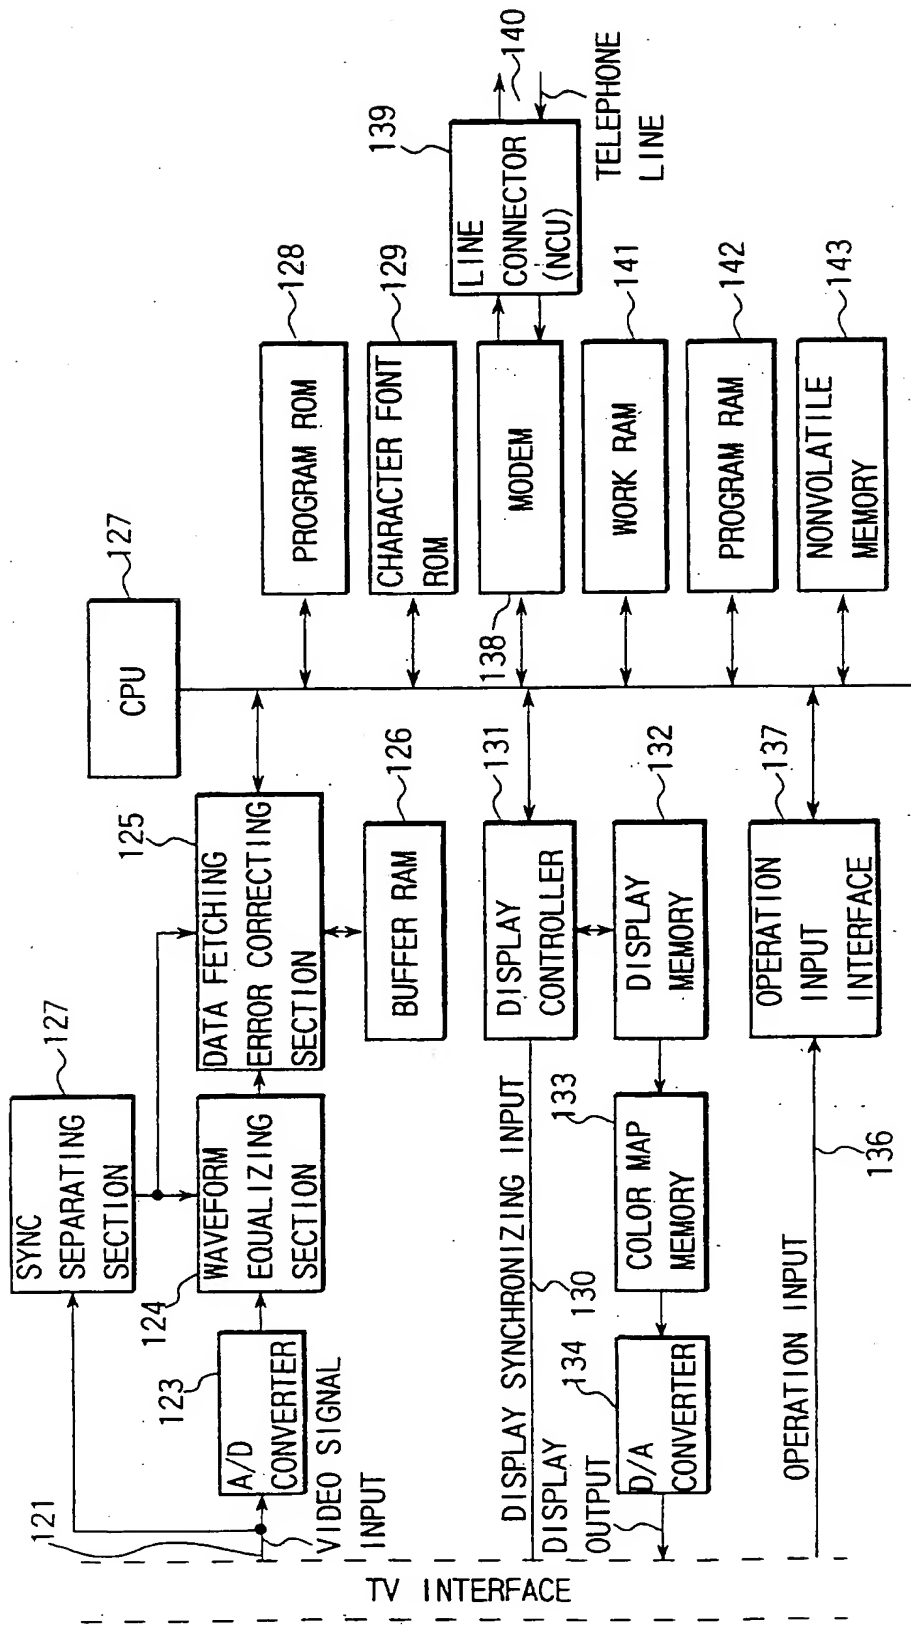 TV INTERFACE
121
VIDEO SIGNAL
INPUT
123
A/D
CONVERTER
124
WAVEFORM
EQUALIZING
SECTION
SYNC
SEPARATING
SECTION
127
125
DATA FETCHING
ERROR CORRECTING
SECTION
BUFFER RAM
126
CPU
127
PROGRAM ROM
128
CHARACTER FONT
ROM
129
138
MODEM
LINE
CONNECTOR
(NCU)
139
140
TELEPHONE
LINE
WORK RAM
141
PROGRAM RAM
142
NONVOLATILE
MEMORY
143
DISPLAY SYNCHRONIZING INPUT
130
DISPLAY
CONTROLLER
131
DISPLAY
MEMORY
132
133
COLOR MAP
MEMORY
134
D/A
CONVERTER
DISPLAY
OUTPUT
OPERATION INPUT
136
OPERATION
INPUT
INTERFACE
137